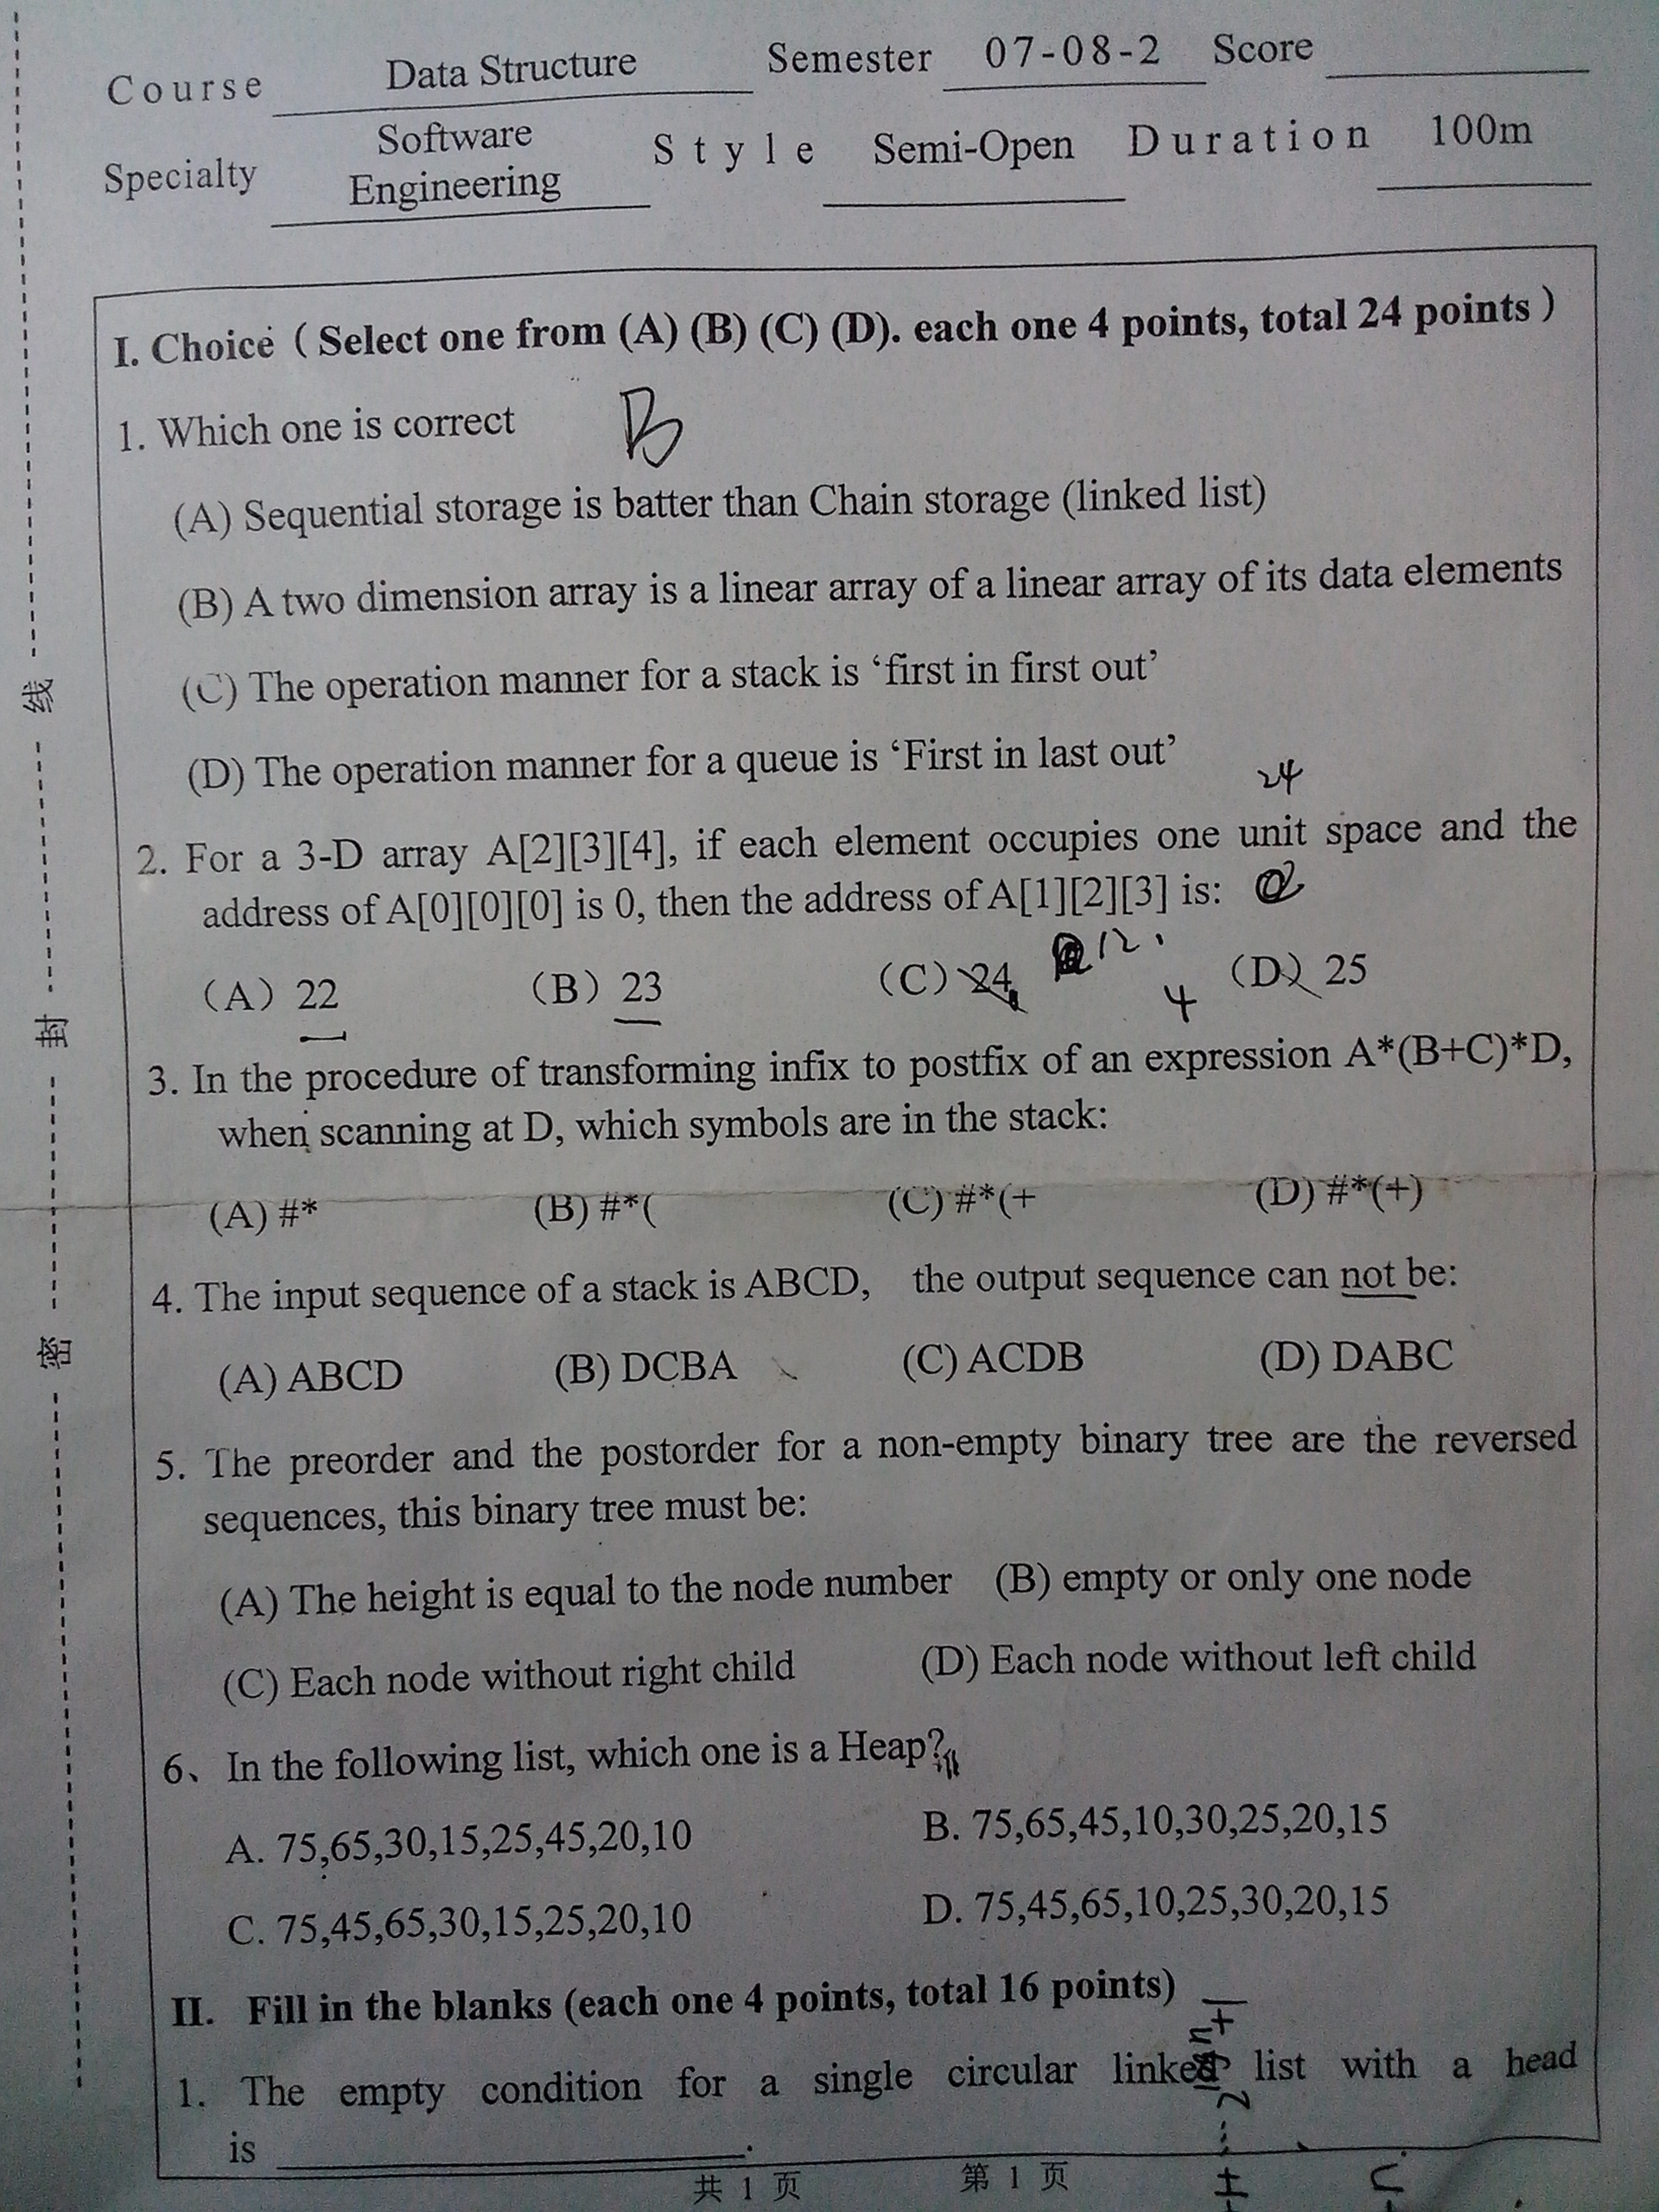 Course Data Structure Semester 07-08-2 Score
Specialty Software Engineering Style Semi-Open Duration 100m
I. Choice（Select one from (A) (B) (C) (D). each one 4 points, total 24 points）
1. Which one is correct B
(A) Sequential storage is batter than Chain storage (linked list)
(B) A two dimension array is a linear array of a linear array of its data elements
(C) The operation manner for a stack is ‘first in first out’
(D) The operation manner for a queue is ‘First in last out’
24
2. For a 3-D array A[2][3][4], if each element occupies one unit space and the
address of A[0][0][0] is 0, then the address of A[1][2][3] is:
12
（A）22 （B）23 （C）24 （D）25
4
3. In the procedure of transforming infix to postfix of an expression A*(B+C)*D,
when scanning at D, which symbols are in the stack:
(A) #* (B) #*( (C) #*(+ (D) #*(+)
4. The input sequence of a stack is ABCD, the output sequence can not be:
(A) ABCD (B) DCBA (C) ACDB (D) DABC
5. The preorder and the postorder for a non-empty binary tree are the reversed
sequences, this binary tree must be:
(A) The height is equal to the node number (B) empty or only one node
(C) Each node without right child (D) Each node without left child
6、In the following list, which one is a Heap?
A. 75,65,30,15,25,45,20,10 B. 75,65,45,10,30,25,20,15
C. 75,45,65,30,15,25,20,10 D. 75,45,65,10,25,30,20,15
II. Fill in the blanks (each one 4 points, total 16 points)
1. The empty condition for a single circular linked list with a head
is .
共 1 页 第 1 页
线
封
密